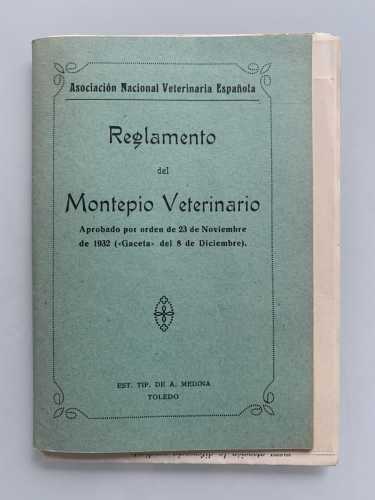 Asociación Nacional Veterinaria Española
Reglamento
del
Montepio Veterinario
Aprobado por orden de 23 de Noviembre
de 1932 («Gaceta» del 8 de Diciembre).
EST. TIP. DE A. MEDINA
TOLEDO